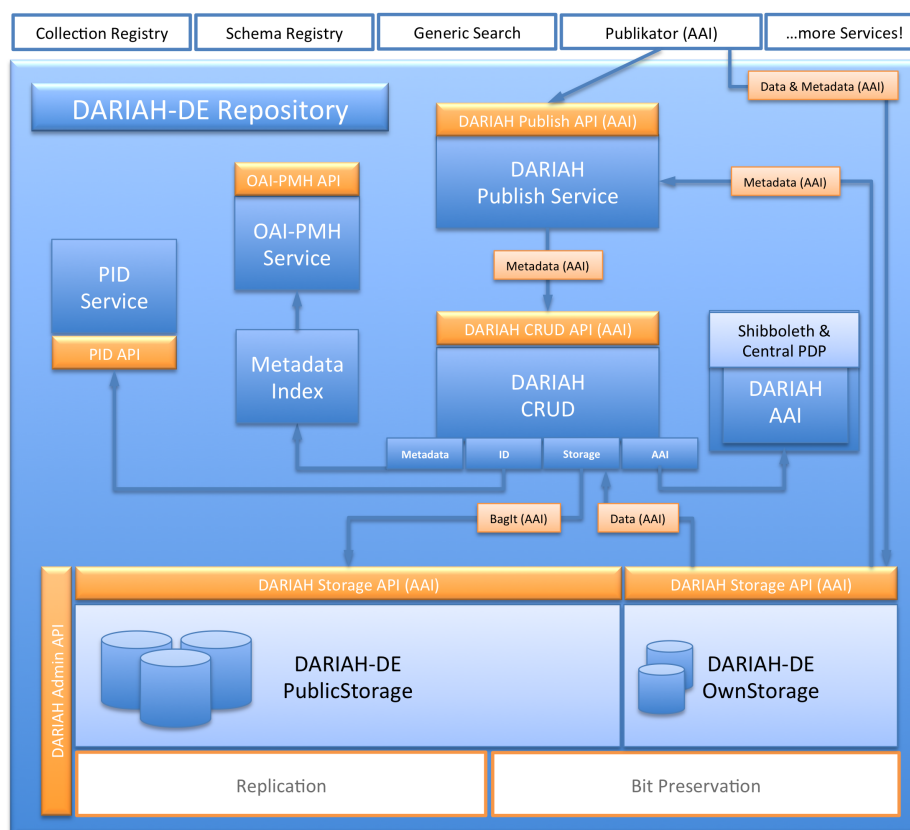 Collection Registry
Schema Registry
Generic Search
Publikator (AAI)
...more Services!
Data & Metadata (AAI)
DARIAH-DE Repository
DARIAH Publish API (AAI)
DARIAH
Publish Service
Metadata (AAI)
OAI-PMH API
OAI-PMH
Service
PID
Service
PID API
Metadata (AAI)
DARIAH CRUD API (AAI)
DARIAH
CRUD
Metadata
Index
Shibboleth &
Central PDP
DARIAH
AAI
Metadata
ID
Storage
AAI
BagIt (AAI)
Data (AAI)
DARIAH Admin API
DARIAH Storage API (AAI)
DARIAH Storage API (AAI)
DARIAH-DE
PublicStorage
DARIAH-DE
OwnStorage
Replication
Bit Preservation